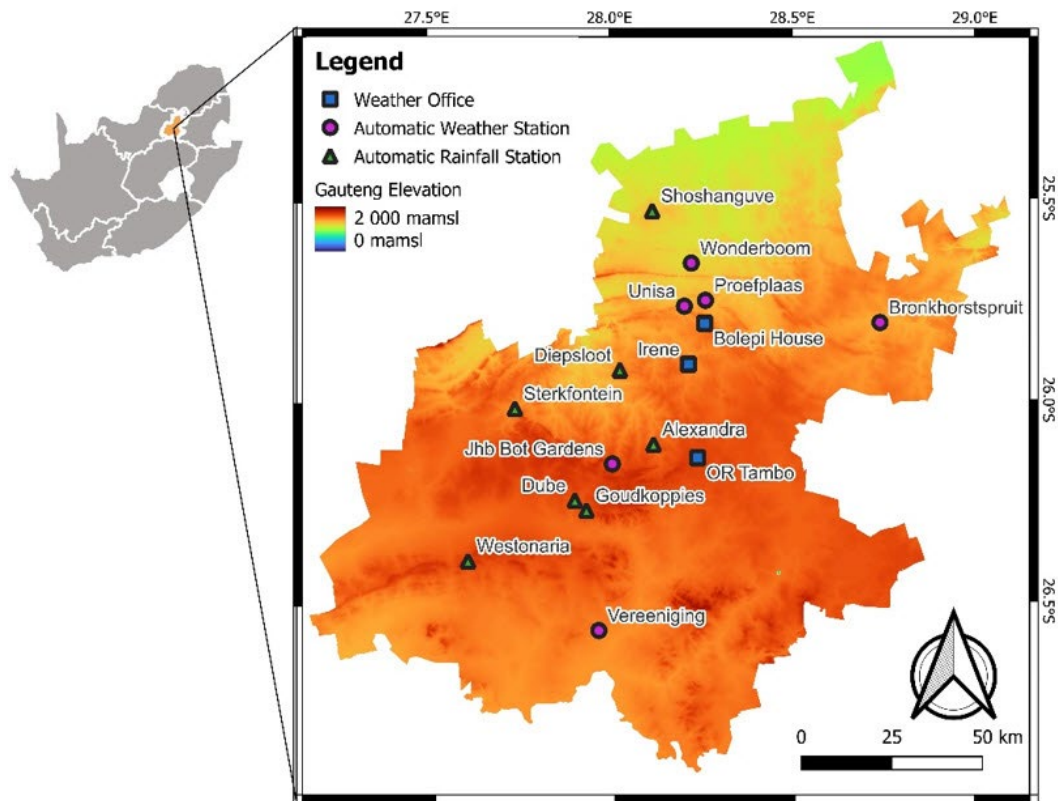 27.5°E 28.0°E 28.5°E 29.0°E
Legend
Weather Office
Automatic Weather Station
Automatic Rainfall Station
Gauteng Elevation
2 000 mamsl
0 mamsl
Shoshanguve
25.5°S
Wonderboom
Unisa
Proefplaas
Bronkhorstspruit
Bolepi House
Irene
Diepsloot
Sterkfontein
26.0°S
Alexandra
Jhb Bot Gardens
OR Tambo
Dube
Goudkoppies
Westonaria
26.5°S
Vereeniging
0 25 50 km